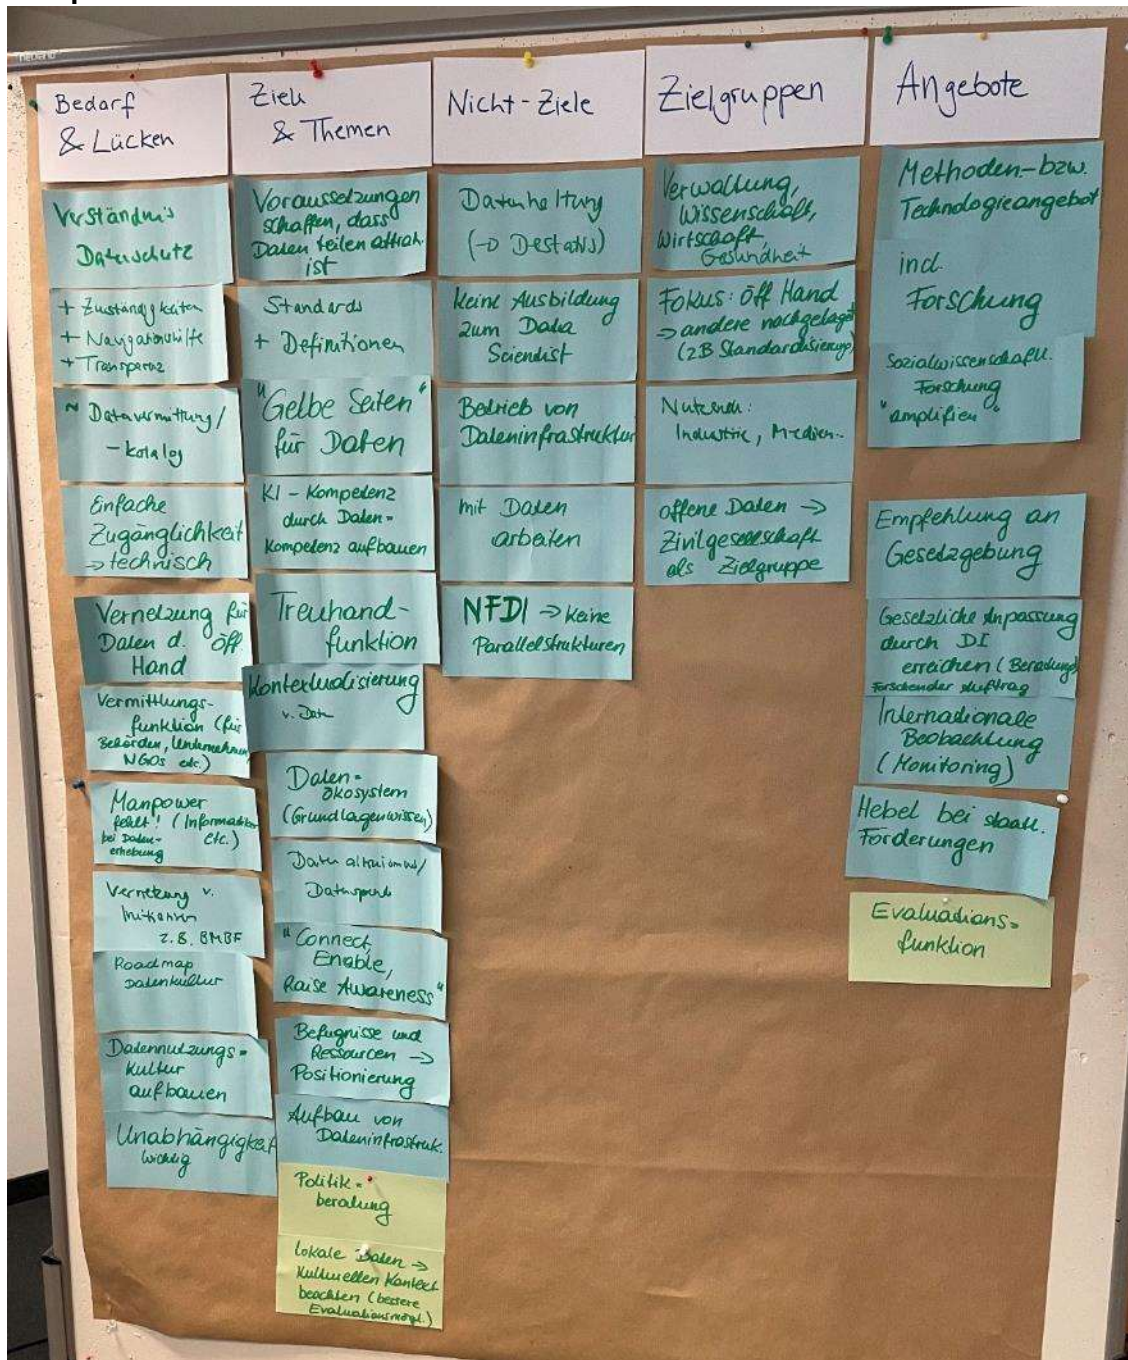 Bedarf
& Lücken
Verständnis
Datenschutz
+ Zuständigkeiten
+ Navigationshilfe
+ Transparenz
~ Datenvermittlung/
- katalog
Einfache
Zugänglichkeit
→ technisch
Vernetzung für
Daten d. öff
Hand
Vermittlungs-
funktion (für
Behörden, Unternehmen,
NGOs etc.)
Manpower
fehlt! (Information
bei Daten- etc.)
erhebung
Vernetzung v.
Initiativen
z.B. BMBF
Roadmap
Datenkultur
Datennutzungs-
kultur
aufbauen
Unabhängigkeit
wichtig
Ziele
& Themen
Voraussetzungen
schaffen, dass
Daten teilen attrak.
ist
Standards
+ Definitionen
"Gelbe Seiten"
für Daten
KI - Kompetenz
durch Daten-
Kompetenz aufbauen
Treuhand-
funktion
Kontextualisierung
v. Daten
Daten-
ökosystem
(Grundlagenwissen)
Datenaltruismus/
Datenspende
"Connect,
Enable,
Raise Awareness"
Befugnisse und
Ressourcen →
Positionierung
Aufbau von
Dateninfrastruk.
Politik-
beratung
Lokale Daten →
Kulturellen Kontext
beachten (bessere
Evaluationsmögl.)
Nicht-Ziele
Datenhaltung
(→ Destatis)
Keine Ausbildung
zum Data
Scientist
Betrieb von
Dateninfrastruktur
mit Daten
arbeiten
NFDI → keine
Parallelstrukturen
Zielgruppen
Verwaltung,
Wissenschaft,
Wirtschaft,
Gesundheit
Fokus: öff Hand
→ andere nachgelagert
(zB Standardisierung)
Nutzend:
Industrie, Medien..
offene Daten →
Zivilgesellschaft
als Zielgruppe
Angebote
Methoden- bzw.
Technologieangebot
incl.
Forschung
Sozialwissenschaftl.
Forschung
"amplifien"
Empfehlung an
Gesetzgebung
Gesetzliche Anpassung
durch DI
erreichen (Beratung)
Forschender Auftrag
Internationale
Beobachtung
(Monitoring)
Hebel bei staatl.
Förderungen
Evaluations-
funktion